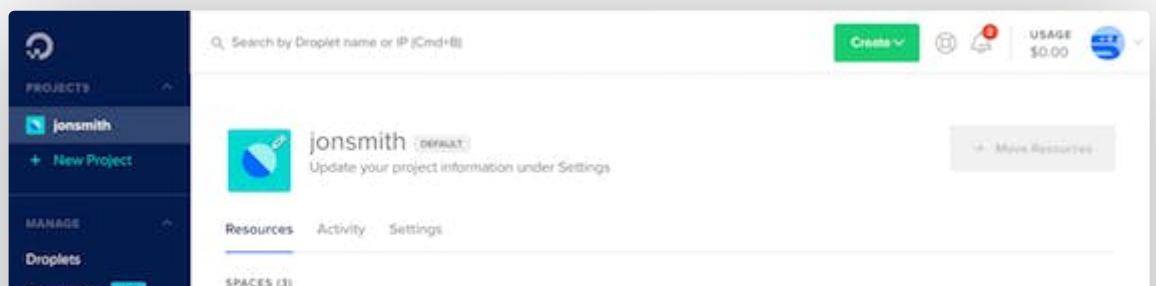 Search by Droplet name or IP (Cmd+B)
Create
USAGE
$0.00
PROJECTS
jonsmith
+ New Project
MANAGE
Droplets
jonsmith DEFAULT
Update your project information under Settings
→ Move Resources
Resources Activity Settings
SPACES (3)